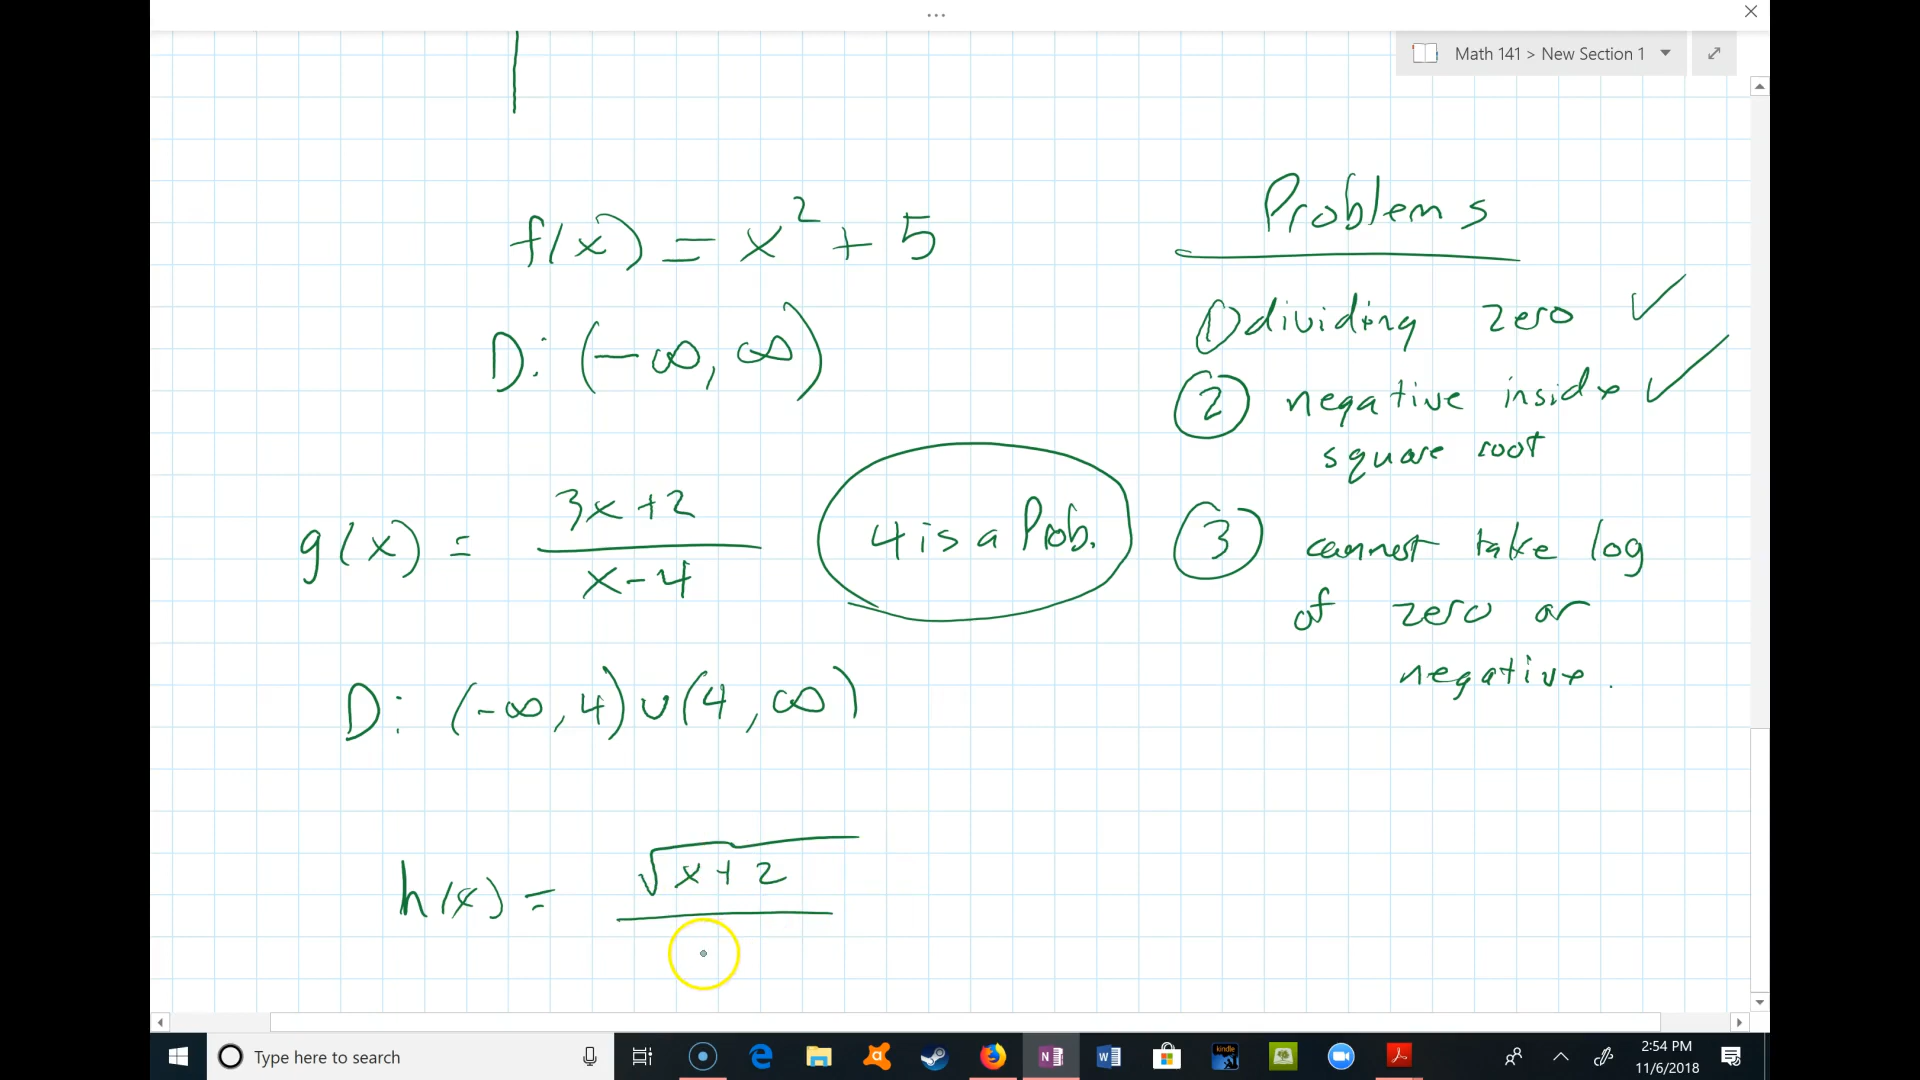 ...
Math 141 > New Section 1
f(x) = x² + 5
D: (-∞, ∞)
g(x) = 3x+2
x-4
4 is a Prob.
D: (-∞, 4) ∪ (4, ∞)
h(x) = √x+2
Problems
① dividing zero ✓
② negative inside ✓
square root
③ cannot take log
of zero or
negative.
Type here to search
2:54 PM
11/6/2018